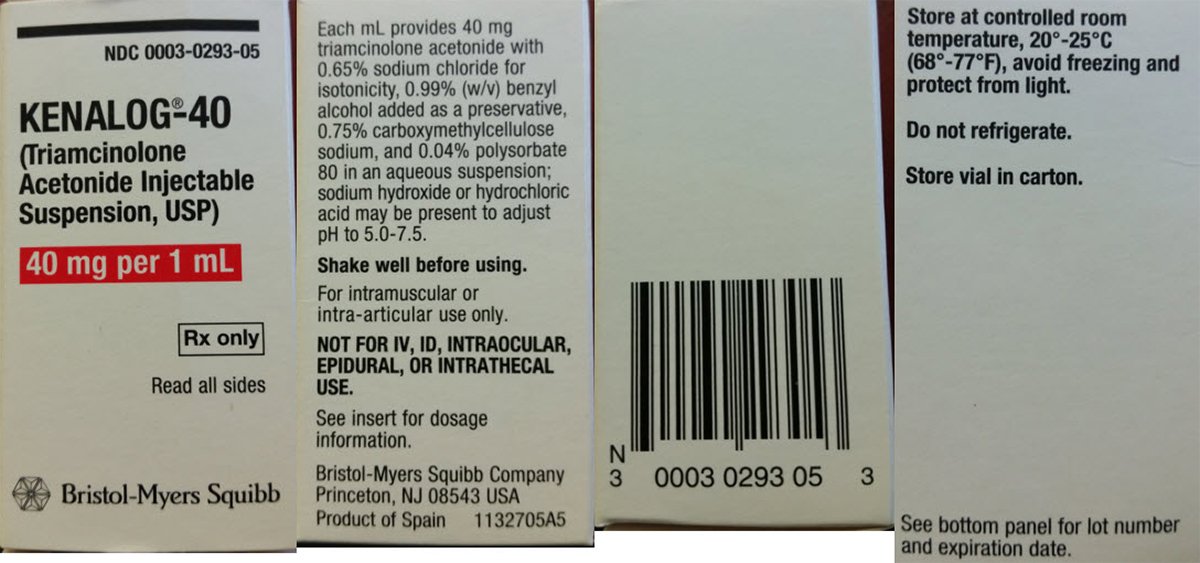 NDC 0003-0293-05
KENALOG®-40
(Triamcinolone
Acetonide Injectable
Suspension, USP)
40 mg per 1 mL
Rx only
Read all sides
Bristol-Myers Squibb
Each mL provides 40 mg
triamcinolone acetonide with
0.65% sodium chloride for
isotonicity, 0.99% (w/v) benzyl
alcohol added as a preservative,
0.75% carboxymethylcellulose
sodium, and 0.04% polysorbate
80 in an aqueous suspension;
sodium hydroxide or hydrochloric
acid may be present to adjust
pH to 5.0-7.5.
Shake well before using.
For intramuscular or
intra-articular use only.
NOT FOR IV, ID, INTRAOCULAR,
EPIDURAL, OR INTRATHECAL
USE.
See insert for dosage
information.
Bristol-Myers Squibb Company
Princeton, NJ 08543 USA
Product of Spain 1132705A5
N
3 0003 0293 05 3
Store at controlled room
temperature, 20°-25°C
(68°-77°F), avoid freezing and
protect from light.
Do not refrigerate.
Store vial in carton.
See bottom panel for lot number
and expiration date.